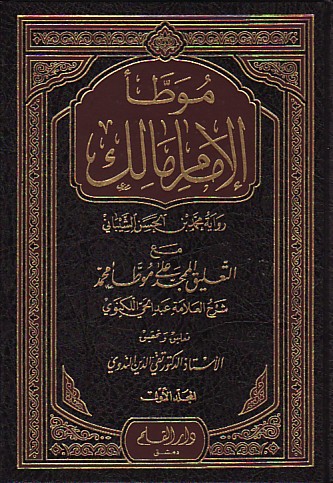 موطأ
الإمام مالك
رواية محمد بن الحسن الشيباني
مع
التعليق الممجد على موطأ محمد
شرح العلامة عبد الحي اللكنوي
تعليق وتحقيق
الأستاذ الدكتور تقي الدين الندوي
المجلد الأول
دار القلم
دمشق